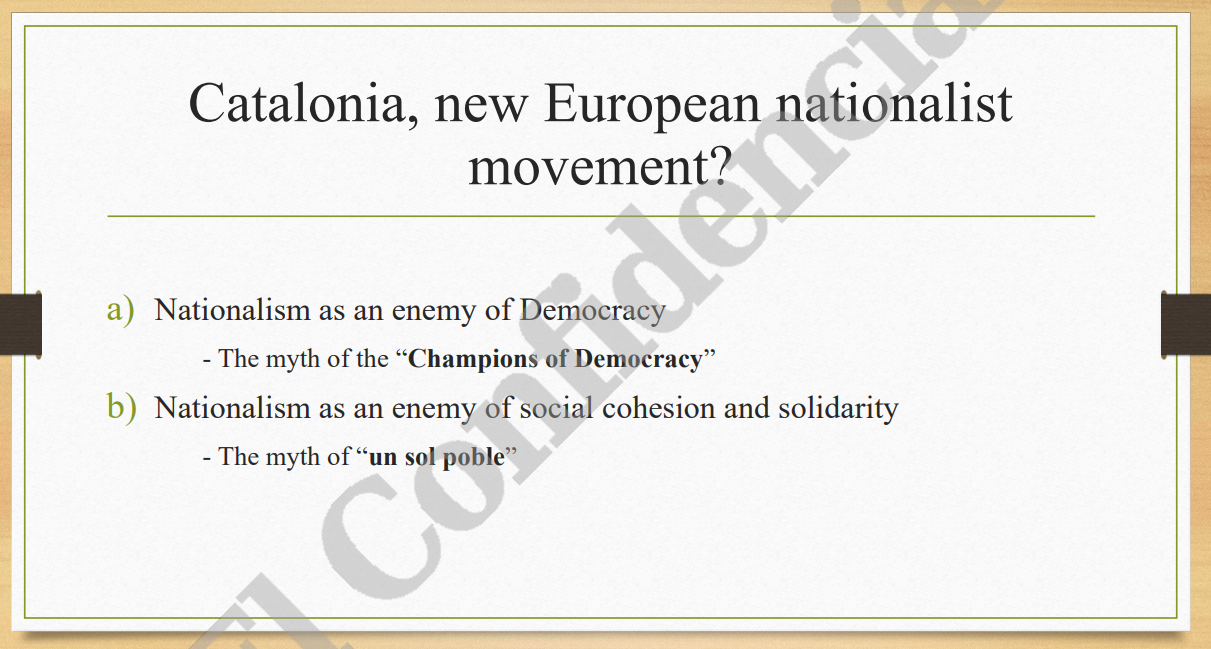 Catalonia, new European nationalist
movement?
a) Nationalism as an enemy of Democracy
- The myth of the “Champions of Democracy”
b) Nationalism as an enemy of social cohesion and solidarity
- The myth of “un sol poble”
El Confidencial